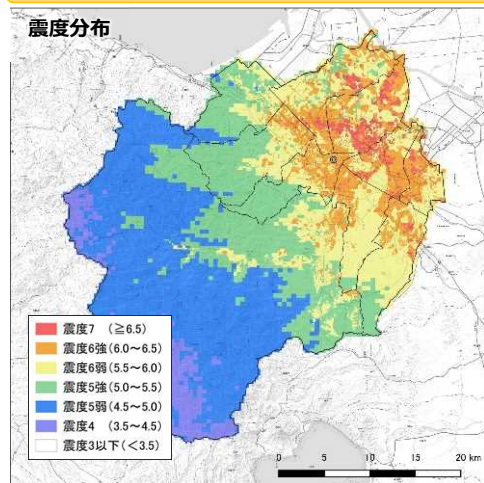 震度分布
震度7 (≧6.5)
震度6強(6.0～6.5)
震度6弱(5.5～6.0)
震度5強(5.0～5.5)
震度5弱(4.5～5.0)
震度4 (3.5～4.5)
震度3以下(＜3.5)
0 5 10 15 20 km